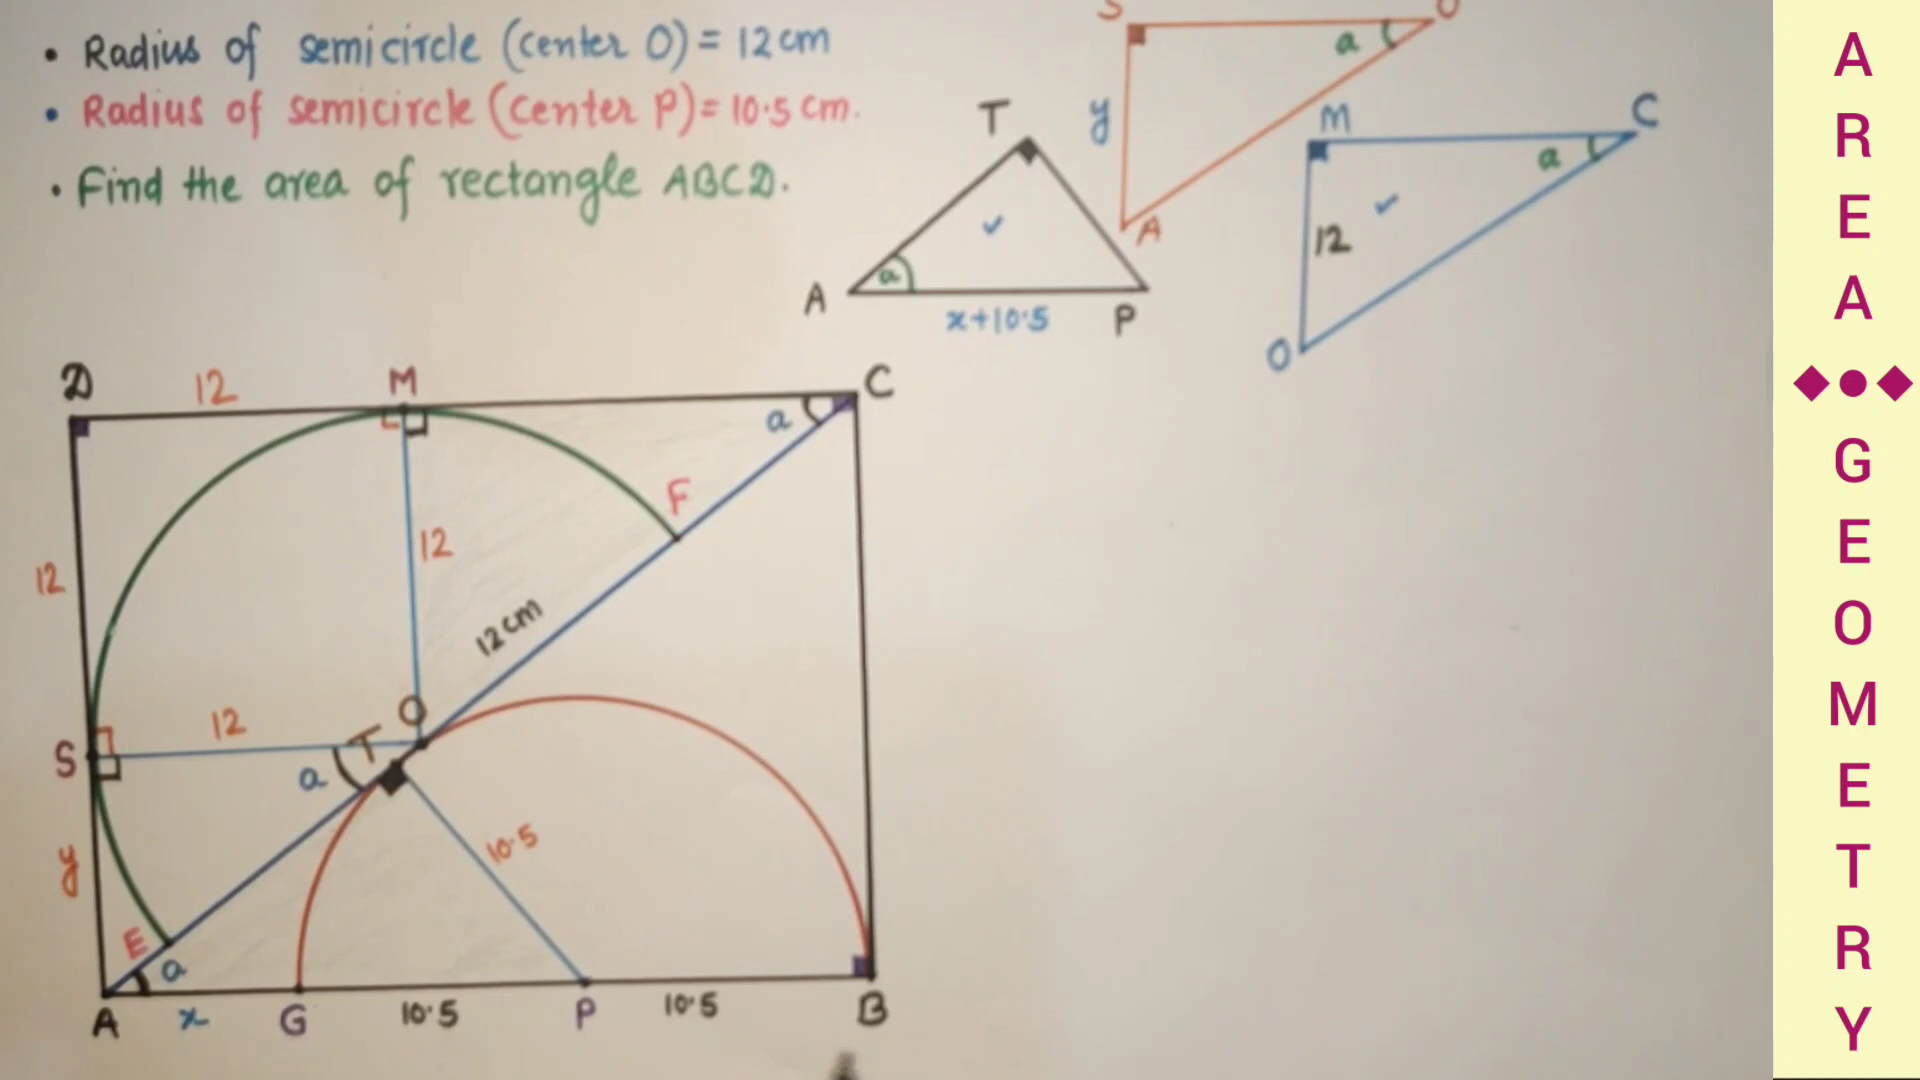 • Radius of semicircle (center O) = 12 cm
• Radius of semicircle (center P) = 10.5 cm.
• Find the area of rectangle ABCD.
S O
a
y
A
T
a
A x+10.5 P
M C
a
12
O
D 12 M C
a
F
12
12
12 cm
O
12
S T
a
10.5
y
E
a
A x G 10.5 P 10.5 B
AREA
GEOMETRY